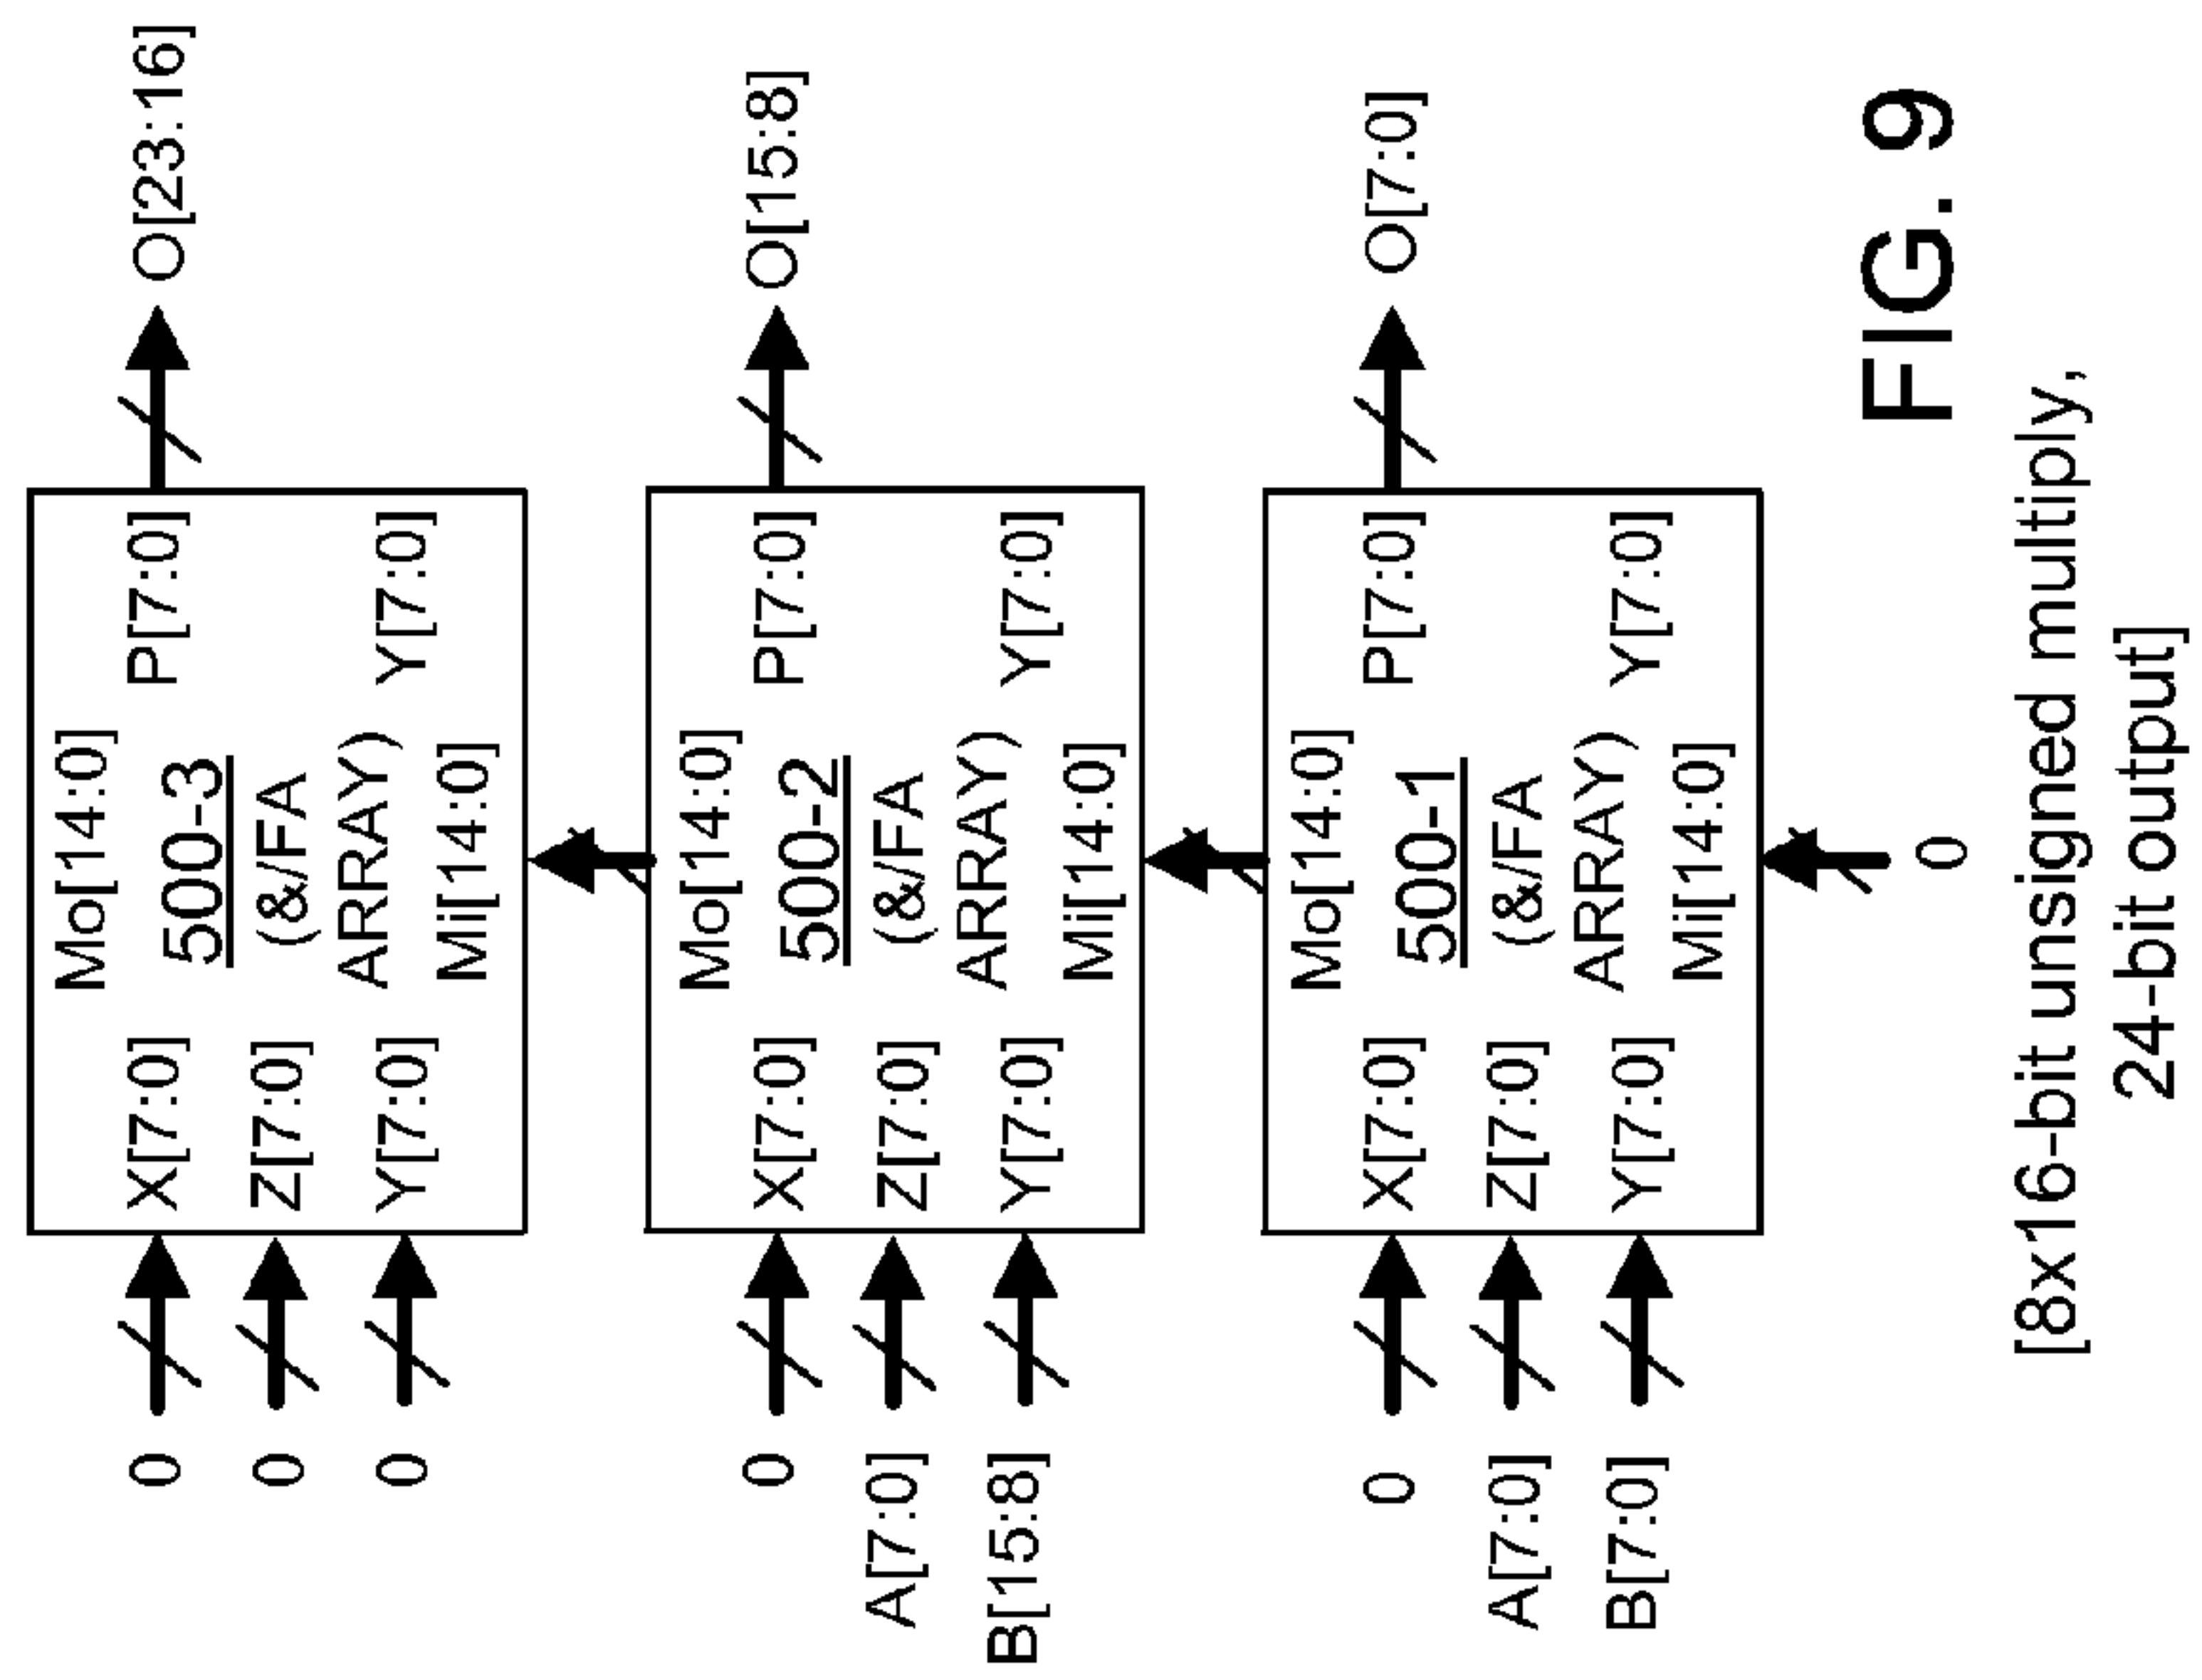 Mo[14:0]
0
X[7:0]
500-3
P[7:0]
O[23:16]
0
Z[7:0]
(&//FA
0
Y[7:0]
ARRAY)
Y[7:0]
Mi[14:0]
Mo[14:0]
0
X[7:0]
500-2
P[7:0]
O[15:8]
A[7:0]
Z[7:0]
(&//FA
B[15:8]
Y[7:0]
ARRAY)
Y[7:0]
Mi[14:0]
Mo[14:0]
0
X[7:0]
500-1
P[7:0]
O[7:0]
A[7:0]
Z[7:0]
(&//FA
B[7:0]
Y[7:0]
ARRAY)
Y[7:0]
Mi[14:0]
0
FIG. 9
[8x16-bit unsigned multiply,
24-bit output]